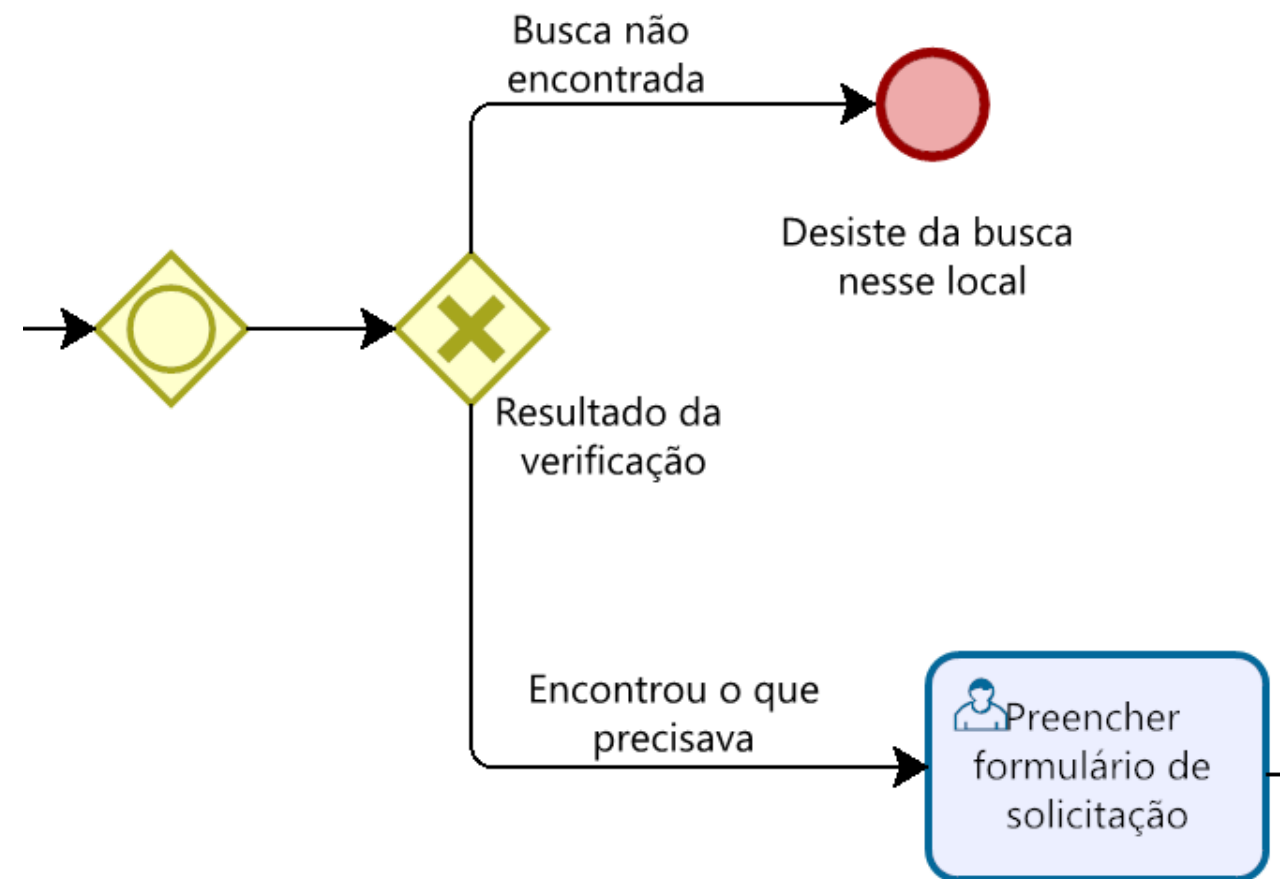 Busca não
encontrada
Desiste da busca
nesse local
Resultado da
verificação
Encontrou o que
precisava
Preencher
formulário de
solicitação